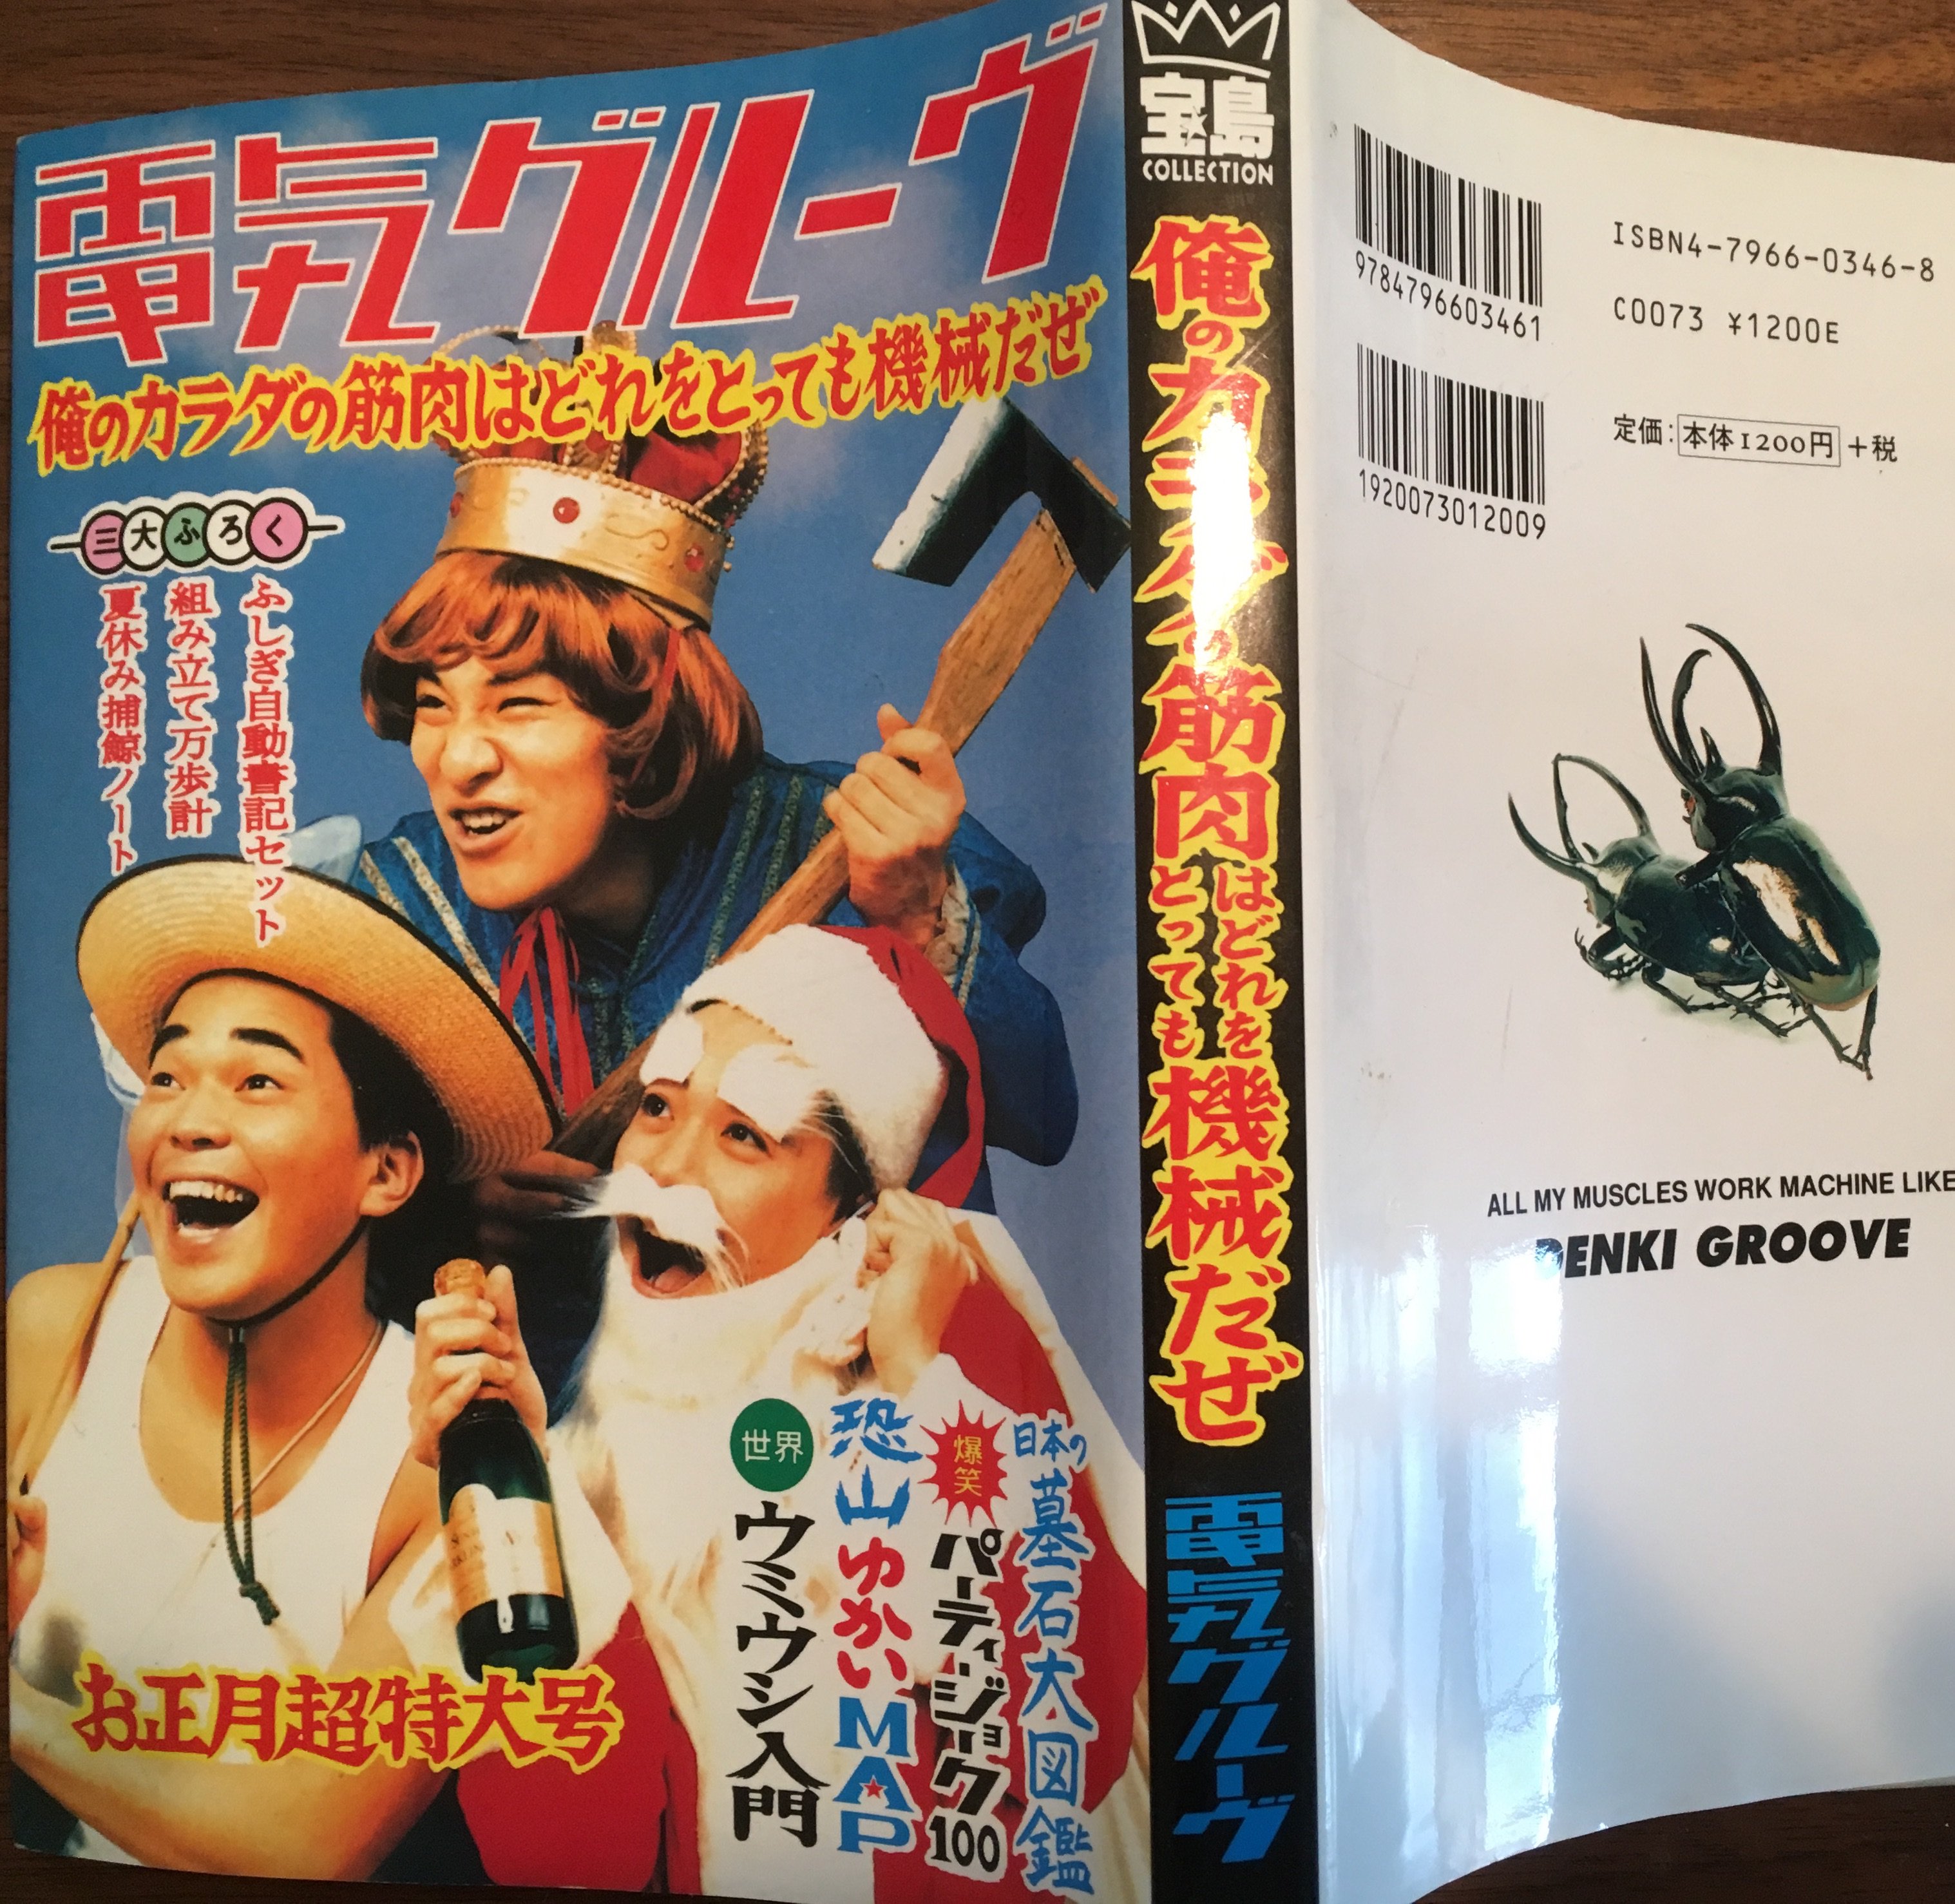 電気グルーヴ
俺のカラダの筋肉はどれをとっても機械だぜ
三大ふろく
ふしぎ自動書記セット
組み立て万歩計
夏休み捕鯨ノート
日本の墓石大図鑑
爆笑
パーティジョーク100
恐山ゆかいMAP
世界
ウミウシ入門
お正月超特大号
宝島
COLLECTION
俺のカラダの筋肉はどれをとっても機械だぜ
電気グルーヴ
9784796603461
ISBN4-7966-0346-8
C0073 ¥1200E
1920073012009
定価:本体1200円+税
ALL MY MUSCLES WORK MACHINE LIKE
DENKI GROOVE